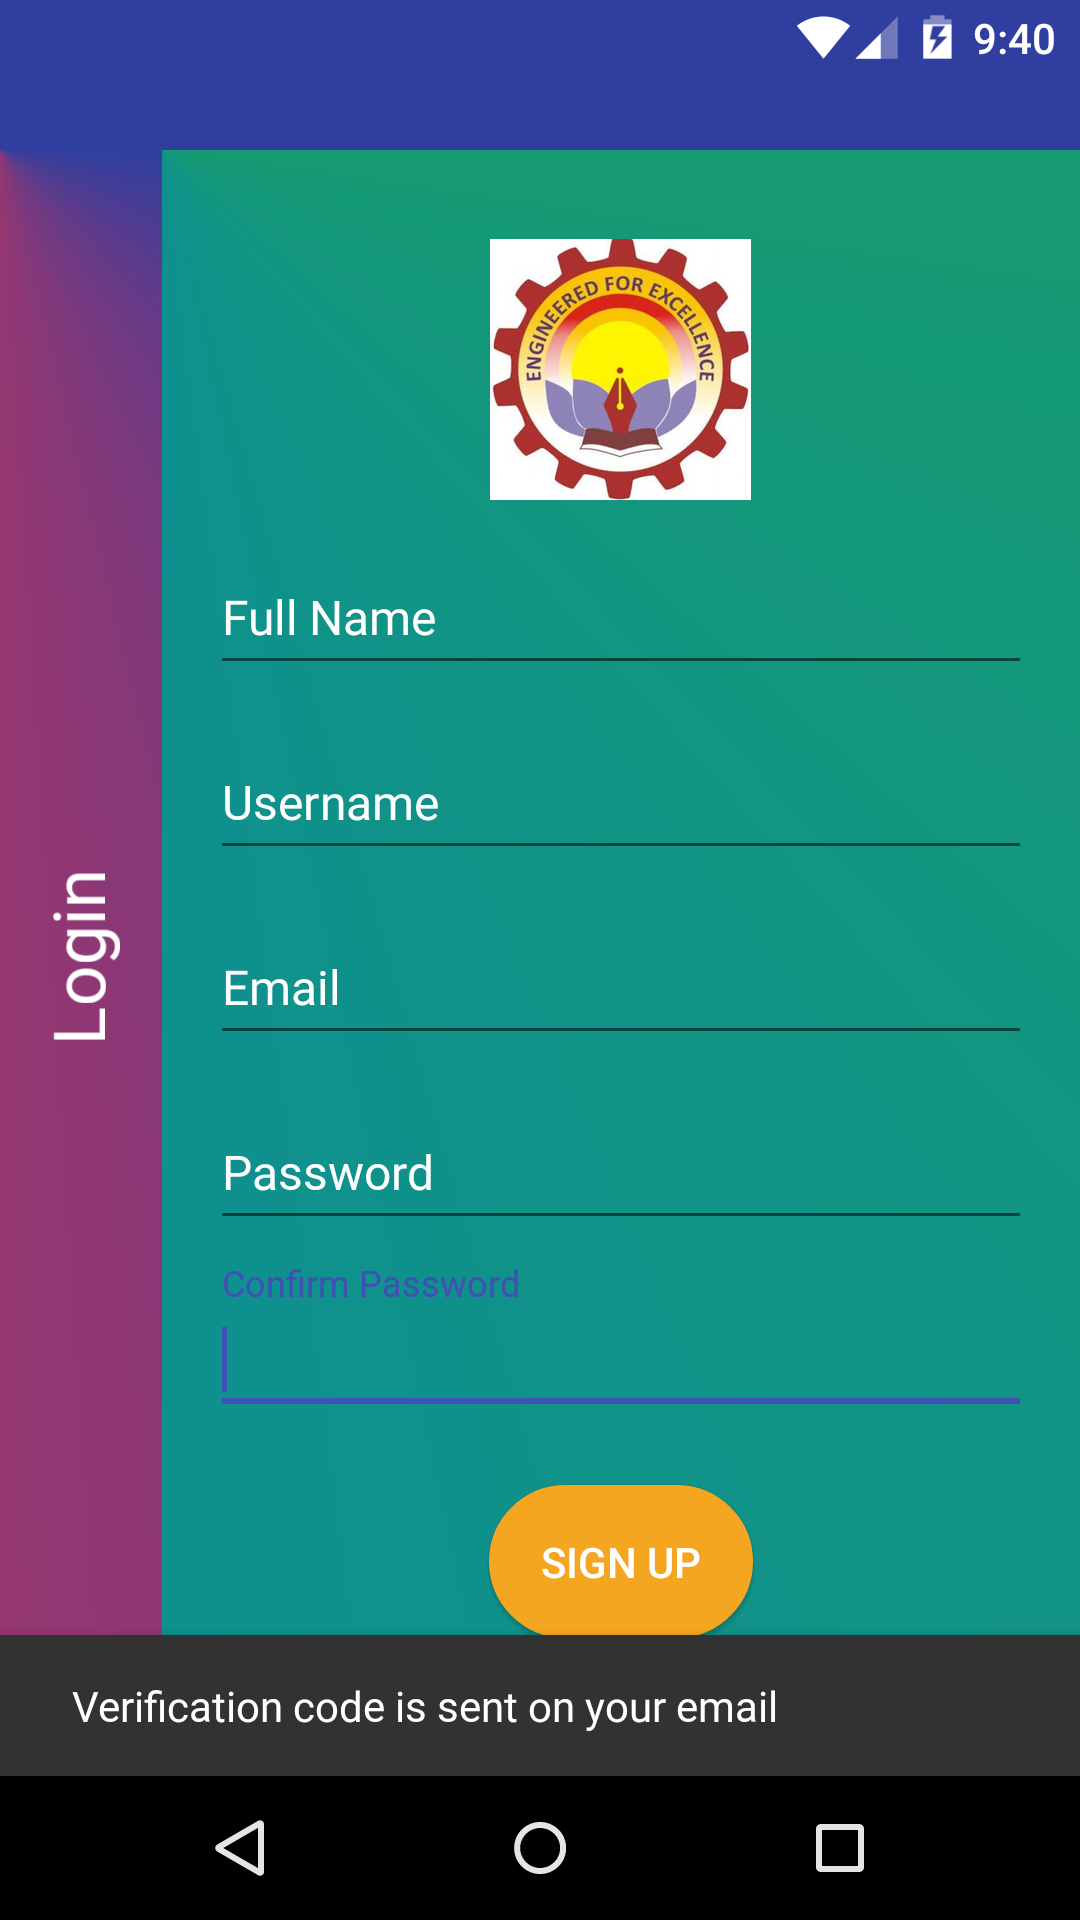 9:40
ENGINEERED FOR EXCELLENCE
Full Name
Username
Email
Login
Password
Confirm Password
SIGN UP
Verification code is sent on your email